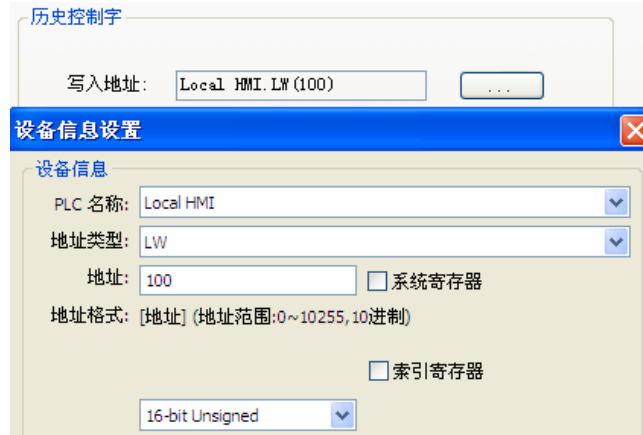 历史控制字
写入地址: Local HMI.LW(100) ...
设备信息设置
设备信息
PLC 名称: Local HMI
地址类型: LW
地址: 100 系统寄存器
地址格式: [地址] (地址范围:0~10255,10进制)
索引寄存器
16-bit Unsigned